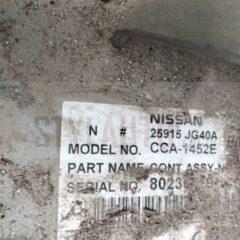 NISSAN
N # 25915 JG40A
MODEL NO. CCA-1452E
PART NAME CONT ASSY-N
SERIAL NO. 8023